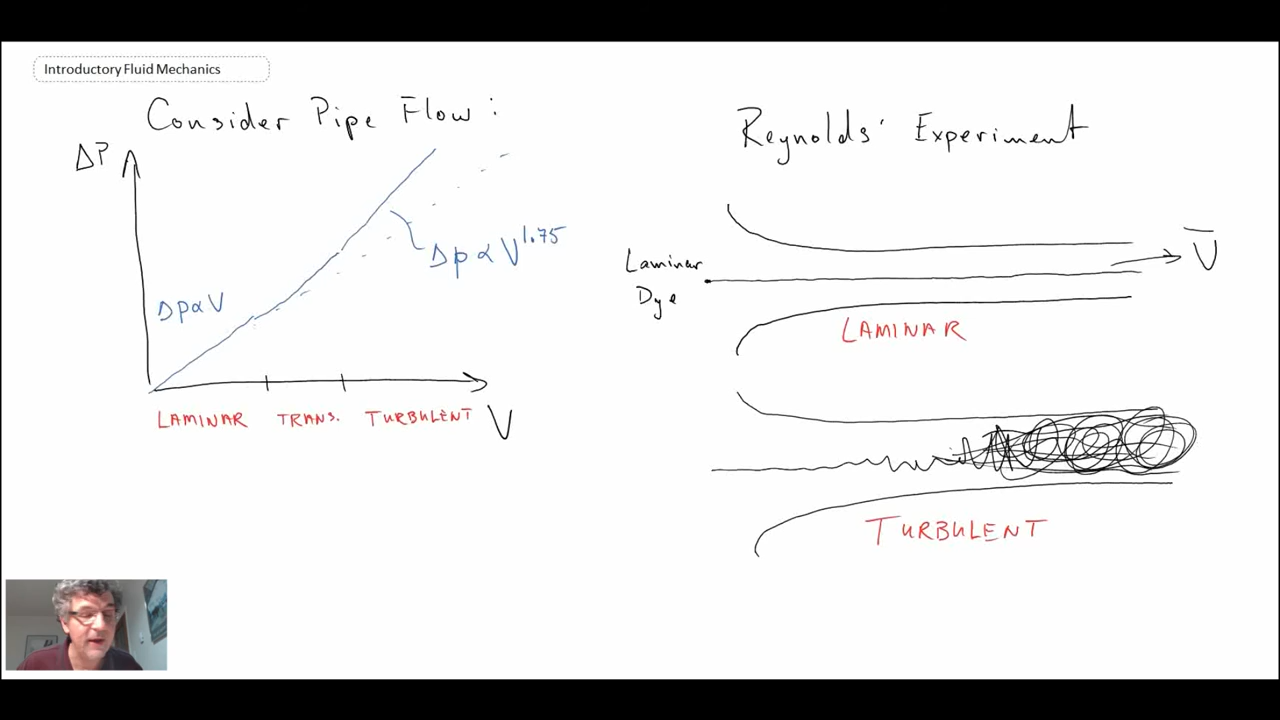 Introductory Fluid Mechanics
Consider Pipe Flow:
ΔP
Δp∝V
Δp∝V^1.75
LAMINAR TRANS. TURBULENT V
Reynolds' Experiment
Laminar
Dye
V̄
LAMINAR
TURBULENT